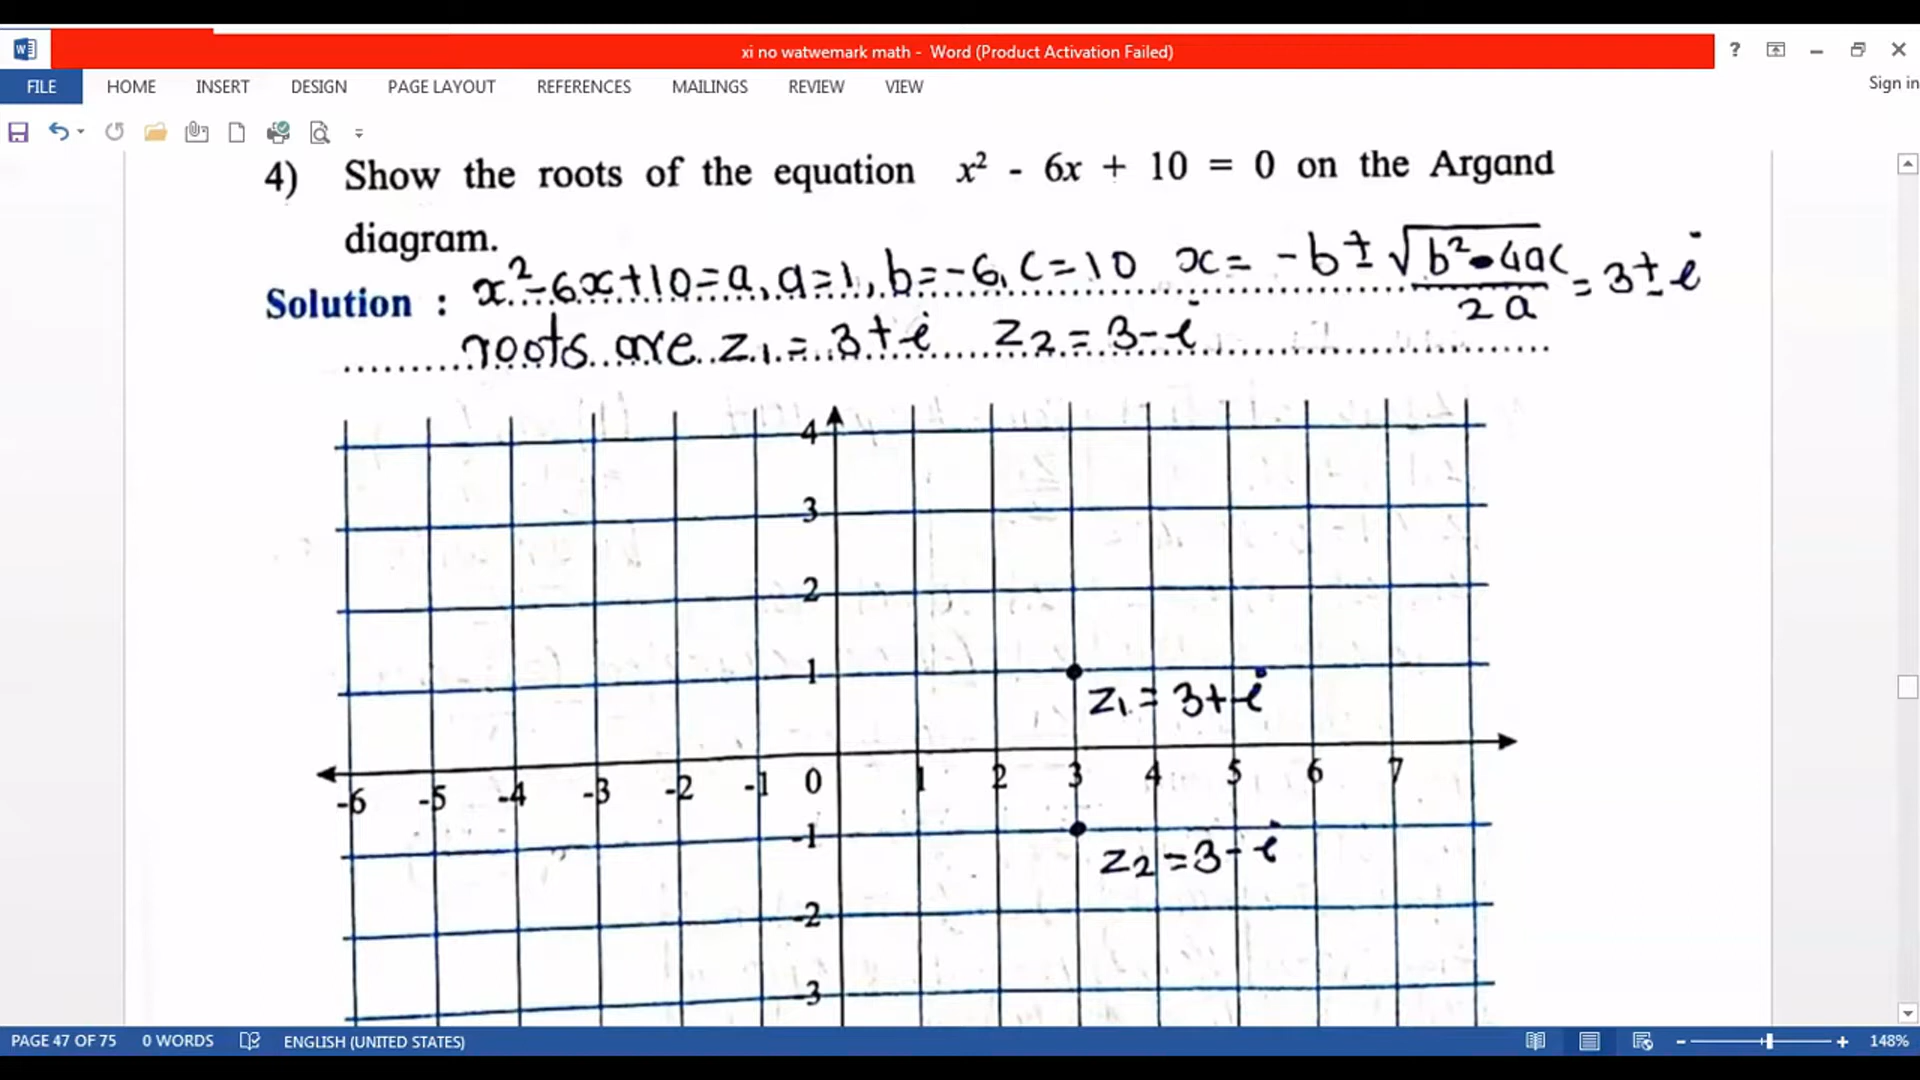 xi no watwemark math - Word (Product Activation Failed)
FILE HOME INSERT DESIGN PAGE LAYOUT REFERENCES MAILINGS REVIEW VIEW Sign in
4) Show the roots of the equation x² - 6x + 10 = 0 on the Argand
diagram.
Solution : x²-6x+10=a, a=1, b=-6, c=10 x= -b±√b²-4ac / 2a = 3±i
roots are z₁ = 3+i z₂ = 3-i
4
3
2
1
z₁ = 3+i
-6 -5 -4 -3 -2 -1 0 1 2 3 4 5 6 7
-1
z₂ = 3-i
-2
-3
PAGE 47 OF 75 0 WORDS ENGLISH (UNITED STATES) 148%